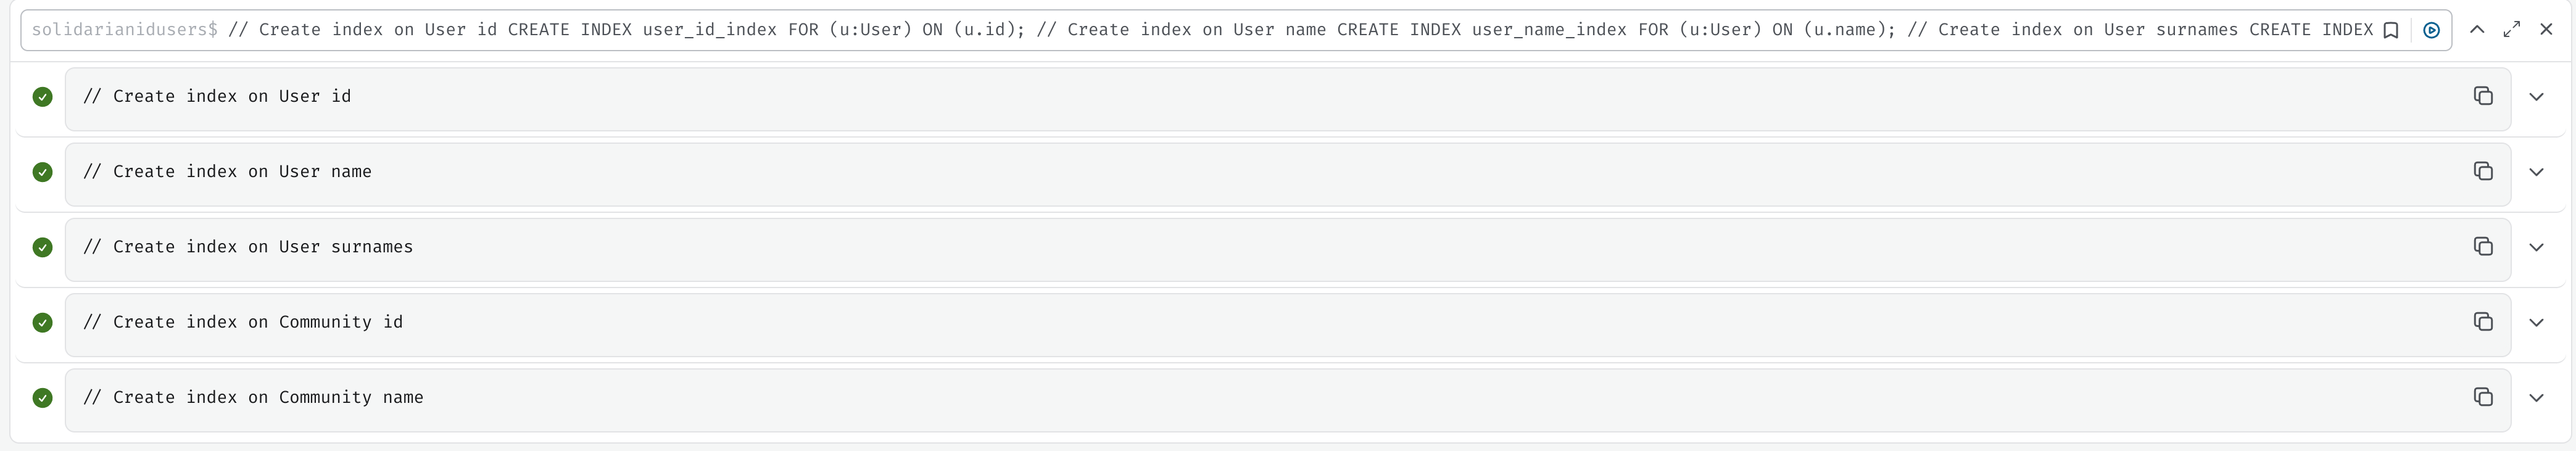 solidarianidusers$ // Create index on User id CREATE INDEX user_id_index FOR (u:User) ON (u.id); // Create index on User name CREATE INDEX user_name_index FOR (u:User) ON (u.name); // Create index on User surnames CREATE INDEX
// Create index on User id
// Create index on User name
// Create index on User surnames
// Create index on Community id
// Create index on Community name